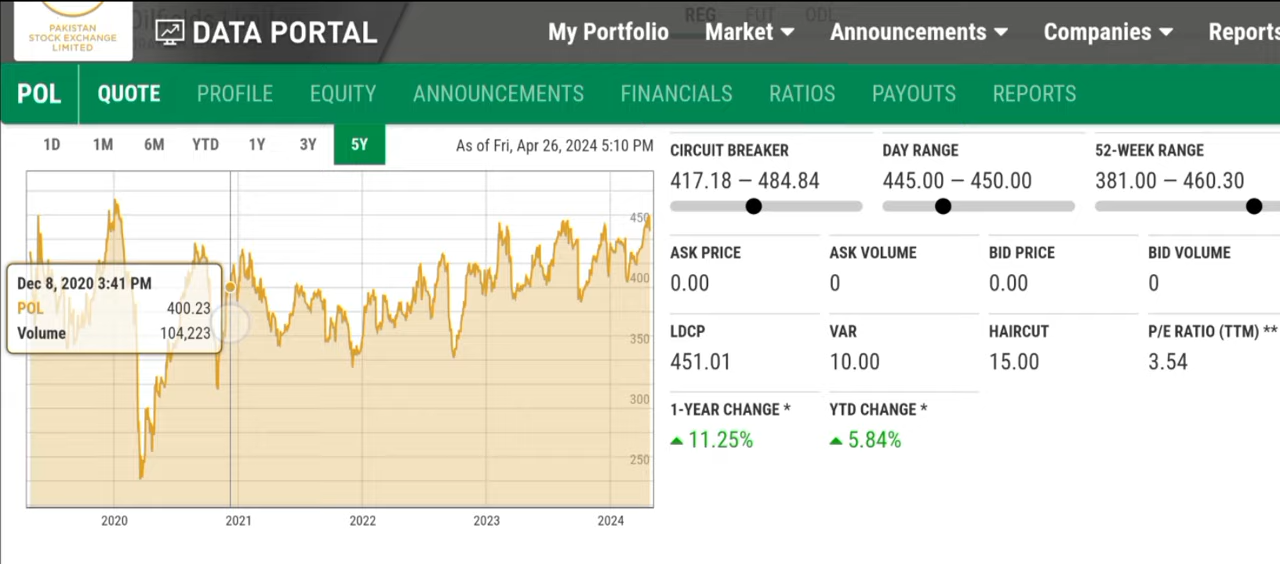 PAKISTAN
STOCK EXCHANGE
LIMITED
DATA PORTAL
REG FUT ODL
My Portfolio Market Announcements Companies Reports
POL QUOTE PROFILE EQUITY ANNOUNCEMENTS FINANCIALS RATIOS PAYOUTS REPORTS
1D 1M 6M YTD 1Y 3Y 5Y As of Fri, Apr 26, 2024 5:10 PM
450
400
350
300
250
Dec 8, 2020 3:41 PM
POL 400.23
Volume 104,223
2020 2021 2022 2023 2024
CIRCUIT BREAKER DAY RANGE 52-WEEK RANGE
417.18 — 484.84 445.00 — 450.00 381.00 — 460.30
ASK PRICE ASK VOLUME BID PRICE BID VOLUME
0.00 0 0.00 0
LDCP VAR HAIRCUT P/E RATIO (TTM) **
451.01 10.00 15.00 3.54
1-YEAR CHANGE * YTD CHANGE *
11.25% 5.84%